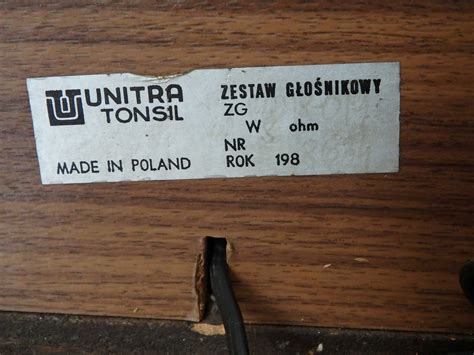 UNITRA
TONSIL
MADE IN POLAND
ZESTAW GŁOŚNIKOWY
ZG
W ohm
NR
ROK 198